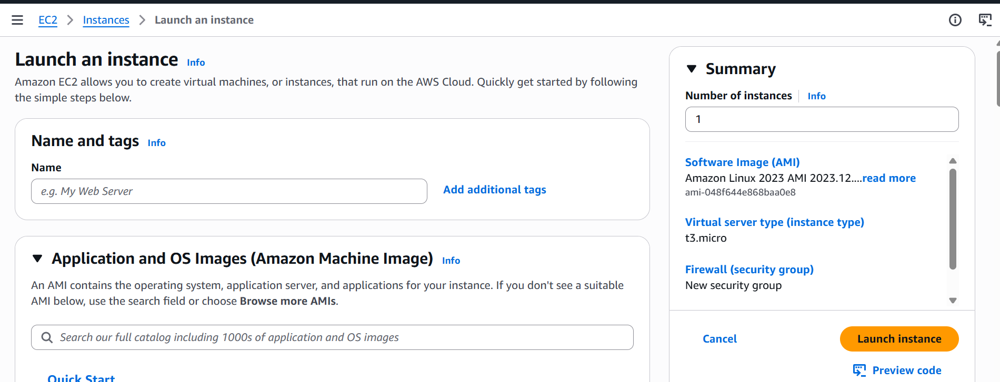 EC2 > Instances > Launch an instance
Launch an instance Info
Amazon EC2 allows you to create virtual machines, or instances, that run on the AWS Cloud. Quickly get started by following
the simple steps below.
Name and tags Info
Name
e.g. My Web Server
Add additional tags
Application and OS Images (Amazon Machine Image) Info
An AMI contains the operating system, application server, and applications for your instance. If you don't see a suitable
AMI below, use the search field or choose Browse more AMIs.
Search our full catalog including 1000s of application and OS images
Quick Start
Summary
Number of instances Info
1
Software Image (AMI)
Amazon Linux 2023 AMI 2023.12....read more
ami-048f644e868baa0e8
Virtual server type (instance type)
t3.micro
Firewall (security group)
New security group
Cancel
Launch instance
Preview code